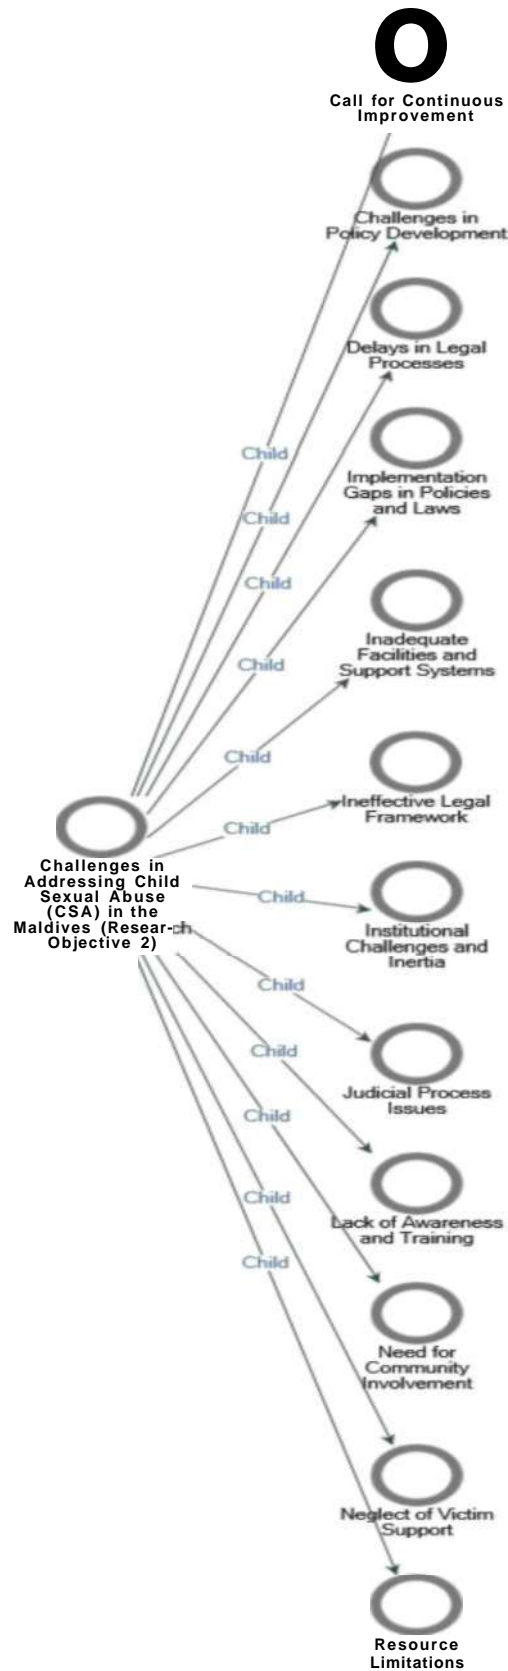 O
Call for Continuous
Improvement
Challenges in
Policy Development
Delays in Legal
Processes
Child
Implementation
Gaps in Policies
and Laws
Child
Child
Inadequate
Facilities and
Support Systems
Child
Child
Ineffective Legal
Framework
Child
Challenges in
Addressing Child
Sexual Abuse
(CSA) in the
Maldives (Resear-ch
Objective 2)
Child
Institutional
Challenges and
Inertia
Child
Judicial Process
Issues
Child
Child
Lack of Awareness
and Training
Child
Child
Need for
Community
Involvement
Neglect of Victim
Support
Resource
Limitations